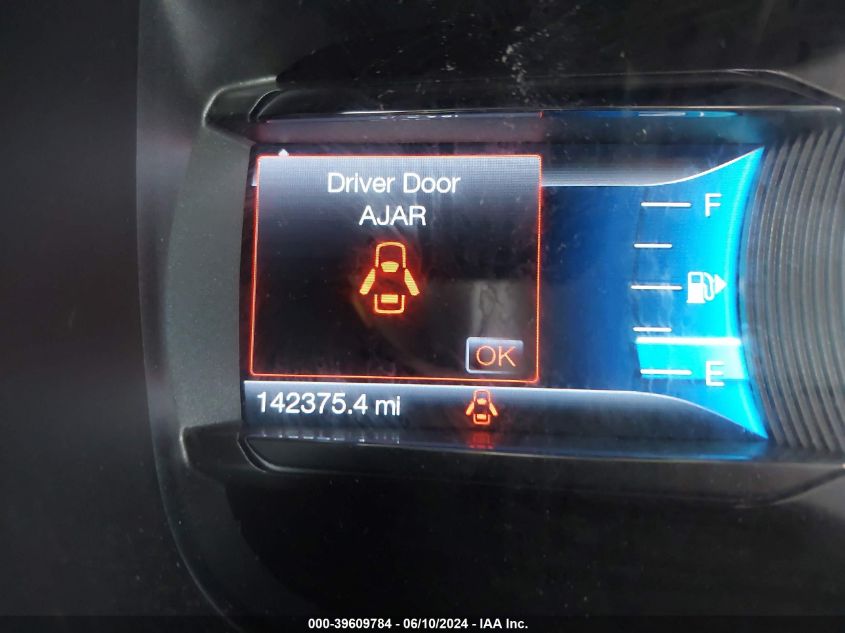 Driver Door
AJAR
OK
F
E
142375.4 mi
000-39609784 - 06/10/2024 - IAA Inc.